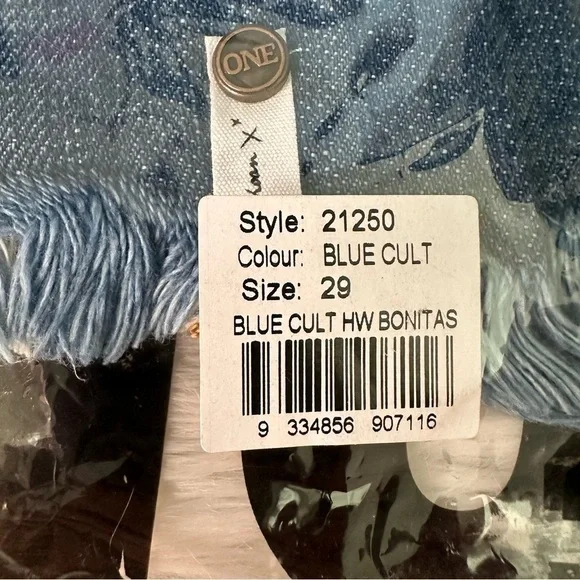 ONE
Style: 21250
Colour: BLUE CULT
Size: 29
BLUE CULT HW BONITAS
9 334856 907116